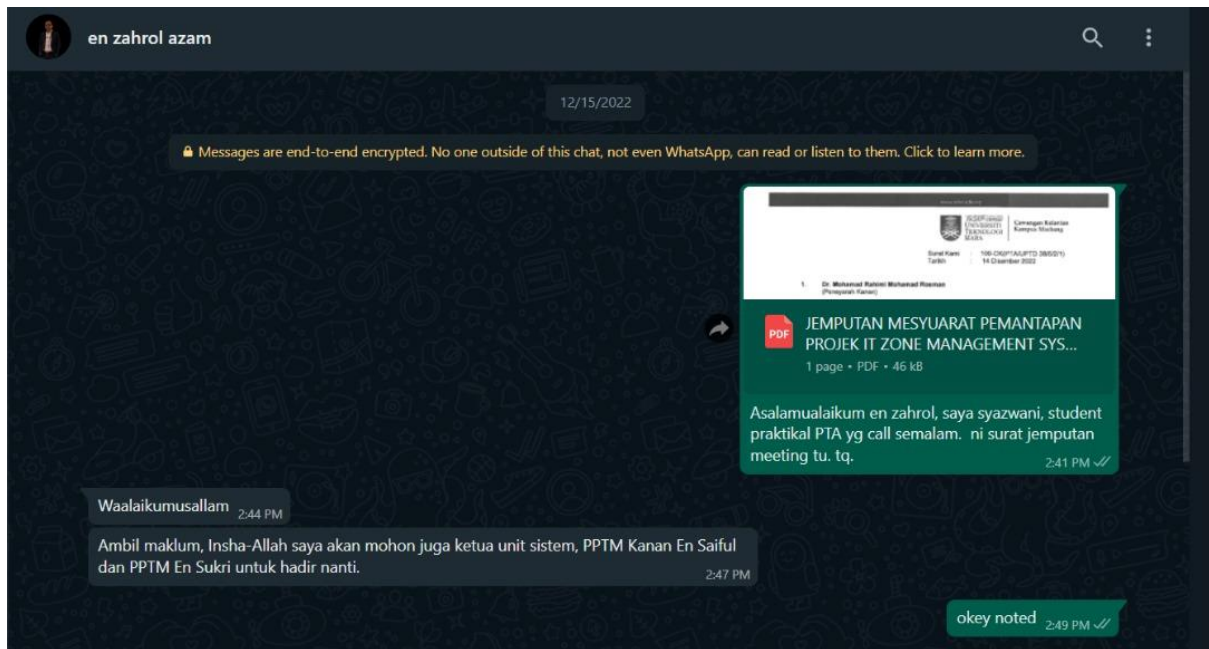 en zahrol azam
12/15/2022
Messages are end-to-end encrypted. No one outside of this chat, not even WhatsApp, can read or listen to them. Click to learn more.
UNIVERSITI
TEKNOLOGI
MARA
Cawangan Kelantan
Kampus Machang
Surat Kami :
Tarikh : 14 Disember 2022
1. Dr. Mohamad Rahimi Mohamad Rosman
(Penyelaras Kanan)
PDF
JEMPUTAN MESYUARAT PEMANTAPAN
PROJEK IT ZONE MANAGEMENT SYS...
1 page • PDF • 46 kB
Asalamualaikum en zahrol, saya syazwani, student
praktikal PTA yg call semalam. ni surat jemputan
meeting tu. tq.
2:41 PM
Waalaikumusallam 2:44 PM
Ambil maklum, Insha-Allah saya akan mohon juga ketua unit sistem, PPTM Kanan En Saiful
dan PPTM En Sukri untuk hadir nanti.
2:47 PM
okey noted 2:49 PM